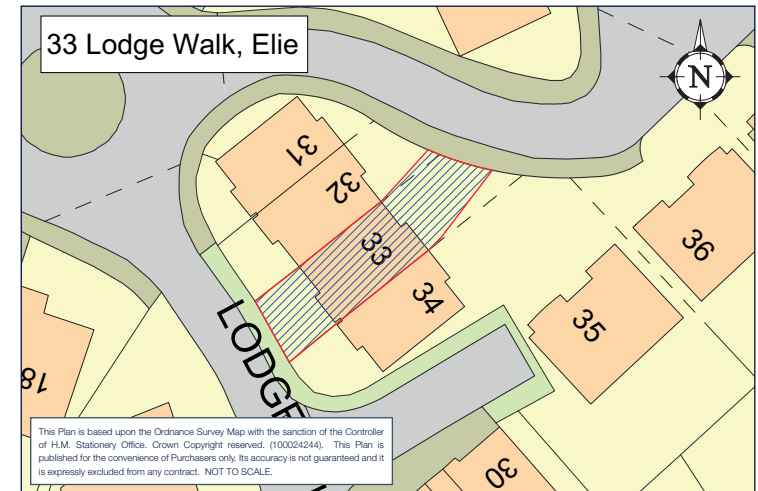 33 Lodge Walk, Elie
N
31
32
33
34
36
35
18
LODGE
30
This Plan is based upon the Ordnance Survey Map with the sanction of the Controller
of H.M. Stationery Office. Crown Copyright reserved. (100024244). This Plan is
published for the convenience of Purchasers only. Its accuracy is not guaranteed and it
is expressly excluded from any contract. NOT TO SCALE.